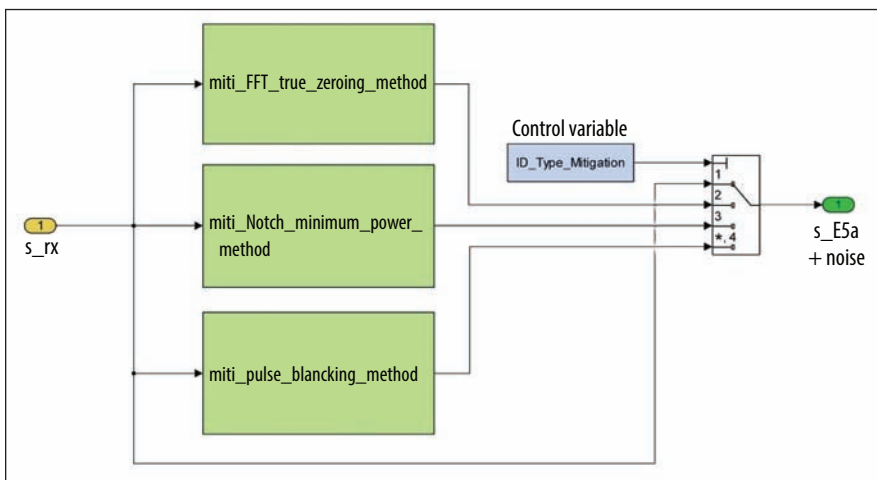 miti_FFT_true_zeroing_method
Control variable
ID_Type_Mitigation
1
2
3
*, 4
miti_Notch_minimum_power_
method
1
s_rx
1
s_E5a
+ noise
miti_pulse_blancking_method